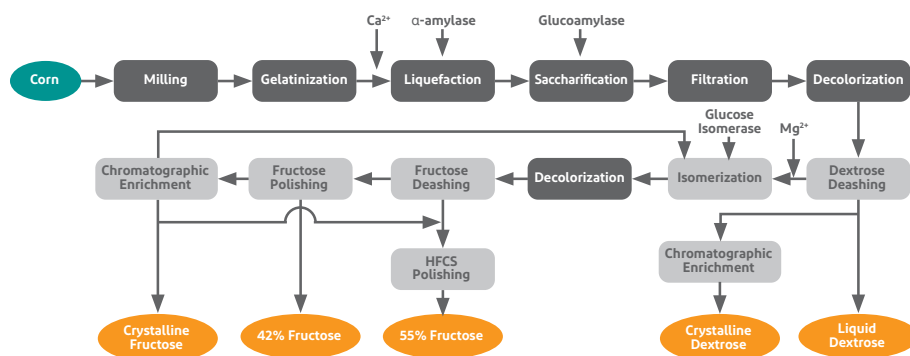 Ca²⁺
α-amylase
Glucoamylase
Corn
Milling
Gelatinization
Liquefaction
Saccharification
Filtration
Decolorization
Glucose
Isomerase
Mg²⁺
Chromatographic
Enrichment
Fructose
Polishing
Fructose
Deashing
Decolorization
Isomerization
Dextrose
Deashing
HFCS
Polishing
Chromatographic
Enrichment
Crystalline
Fructose
42% Fructose
55% Fructose
Crystalline
Dextrose
Liquid
Dextrose